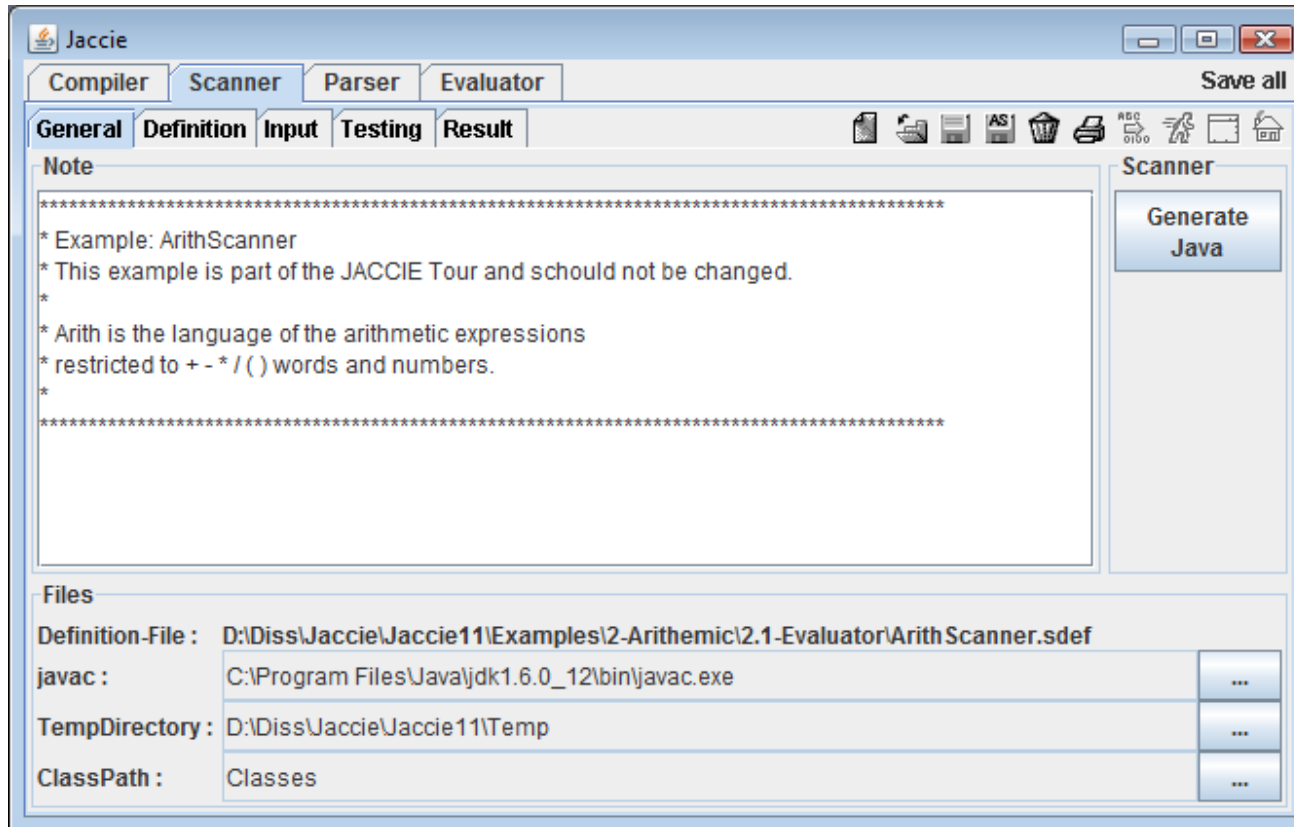 Jaccie
Compiler Scanner Parser Evaluator Save all
General Definition Input Testing Result AS ABC 0100
Note Scanner
*********************************************************************************************
* Example: ArithScanner
* This example is part of the JACCIE Tour and schould not be changed.
*
* Arith is the language of the arithmetic expressions
* restricted to + - * / ( ) words and numbers.
*
*********************************************************************************************
Generate
Java
Files
Definition-File : D:\Diss\Jaccie\Jaccie11\Examples\2-Arithemic\2.1-Evaluator\ArithScanner.sdef
javac : C:\Program Files\Java\jdk1.6.0_12\bin\javac.exe ...
TempDirectory : D:\Diss\Jaccie\Jaccie11\Temp ...
ClassPath : Classes ...